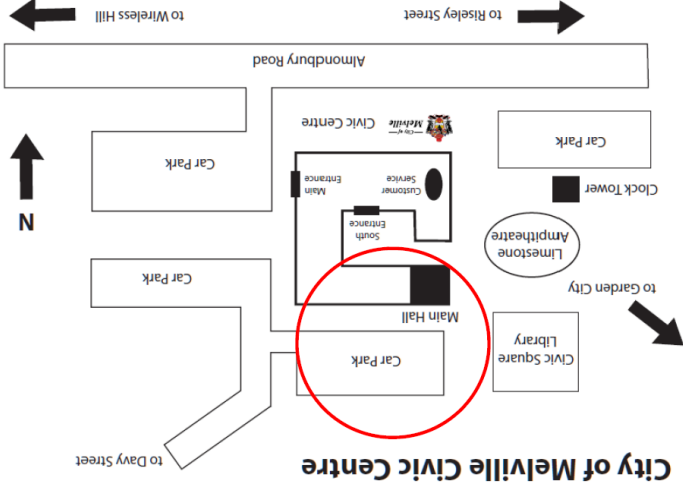 City of Melville Civic Centre
to Davy Street
Civic Square
Library
Car Park
Main Hall
to Garden City
Car Park
Limestone
Amphitheatre
South
Entrance
N
Clock Tower
Customer
Service
Main
Entrance
Car Park
Car Park
City of
Melville
Civic Centre
Almondbury Road
to Riseley Street
to Wireless Hill